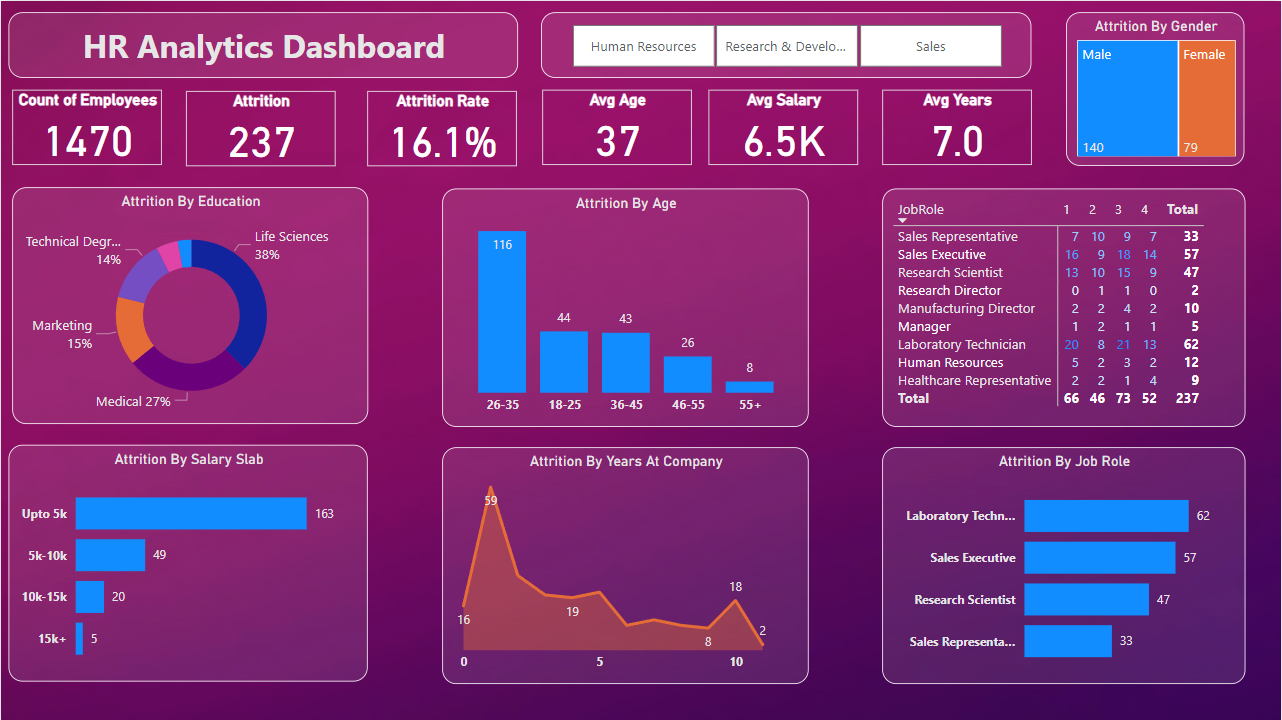 HR Analytics Dashboard
Human Resources
Research & Develo...
Sales
Attrition By Gender
Male
Female
140
79
Count of Employees
1470
Attrition
237
Attrition Rate
16.1%
Avg Age
37
Avg Salary
6.5K
Avg Years
7.0
Attrition By Education
Life Sciences
38%
Technical Degr...
14%
Marketing
15%
Medical 27%
Attrition By Age
116
44
43
26
8
26-35 18-25 36-45 46-55 55+
JobRole 1 2 3 4 Total
Sales Representative 7 10 9 7 33
Sales Executive 16 9 18 14 57
Research Scientist 13 10 15 9 47
Research Director 0 1 1 0 2
Manufacturing Director 2 2 4 2 10
Manager 1 2 1 1 5
Laboratory Technician 20 8 21 13 62
Human Resources 5 2 3 2 12
Healthcare Representative 2 2 1 4 9
Total 66 46 73 52 237
Attrition By Salary Slab
Upto 5k 163
5k-10k 49
10k-15k 20
15k+ 5
Attrition By Years At Company
59
16
19
18
8
2
0 5 10
Attrition By Job Role
Laboratory Techn... 62
Sales Executive 57
Research Scientist 47
Sales Representa... 33